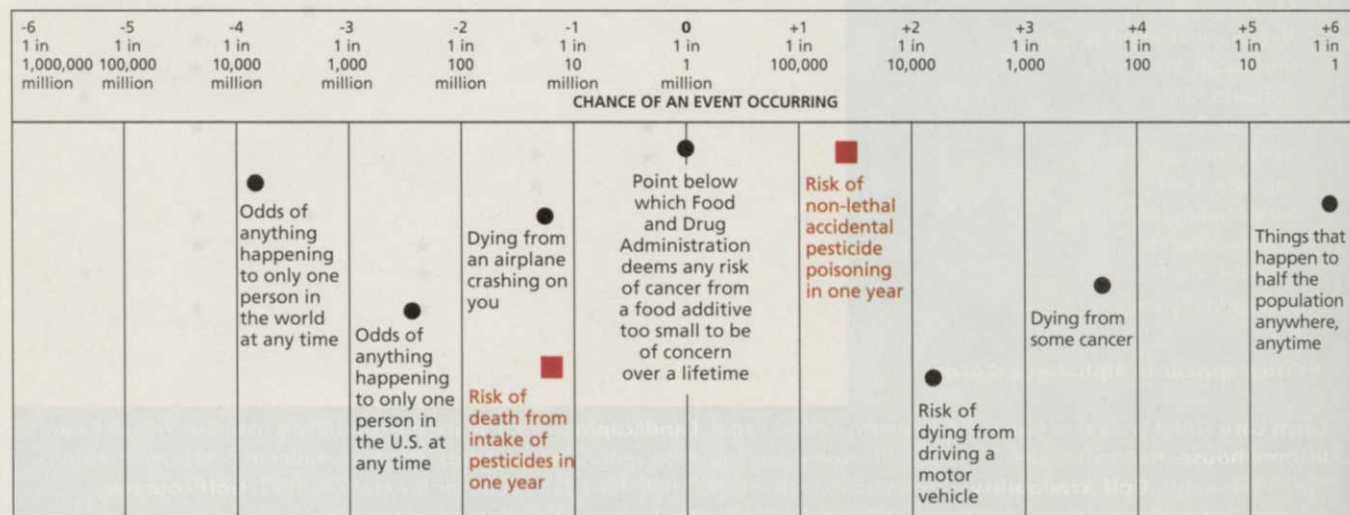 -6
1 in
1,000,000
million
-5
1 in
100,000
million
-4
1 in
10,000
million
-3
1 in
1,000
million
-2
1 in
100
million
-1
1 in
10
million
0
1 in
1
million
+1
1 in
100,000
+2
1 in
10,000
+3
1 in
1,000
+4
1 in
100
+5
1 in
10
+6
1 in
1
CHANCE OF AN EVENT OCCURRING
Odds of
anything
happening
to only one
person in
the world
at any time
Odds of
anything
happening
to only one
person in
the U.S. at
any time
Dying from
an airplane
crashing on
you
Risk of
death from
intake of
pesticides in
one year
Point below
which Food
and Drug
Administration
deems any risk
of cancer from
a food additive
too small to be
of concern
over a lifetime
Risk of
non-lethal
accidental
pesticide
poisoning
in one year
Risk of
dying from
driving a
motor
vehicle
Dying from
some cancer
Things that
happen to
half the
population
anywhere,
anytime